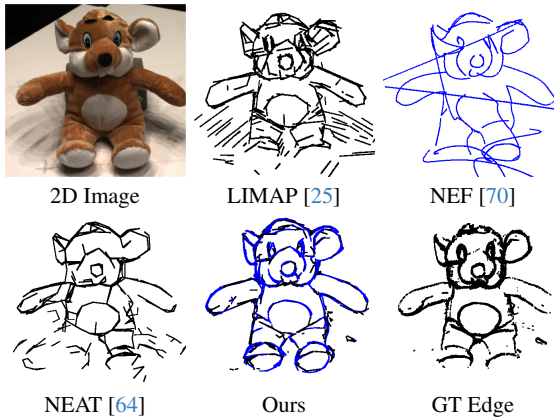 2D Image
LIMAP [25]
NEF [70]
NEAT [64]
Ours
GT Edge